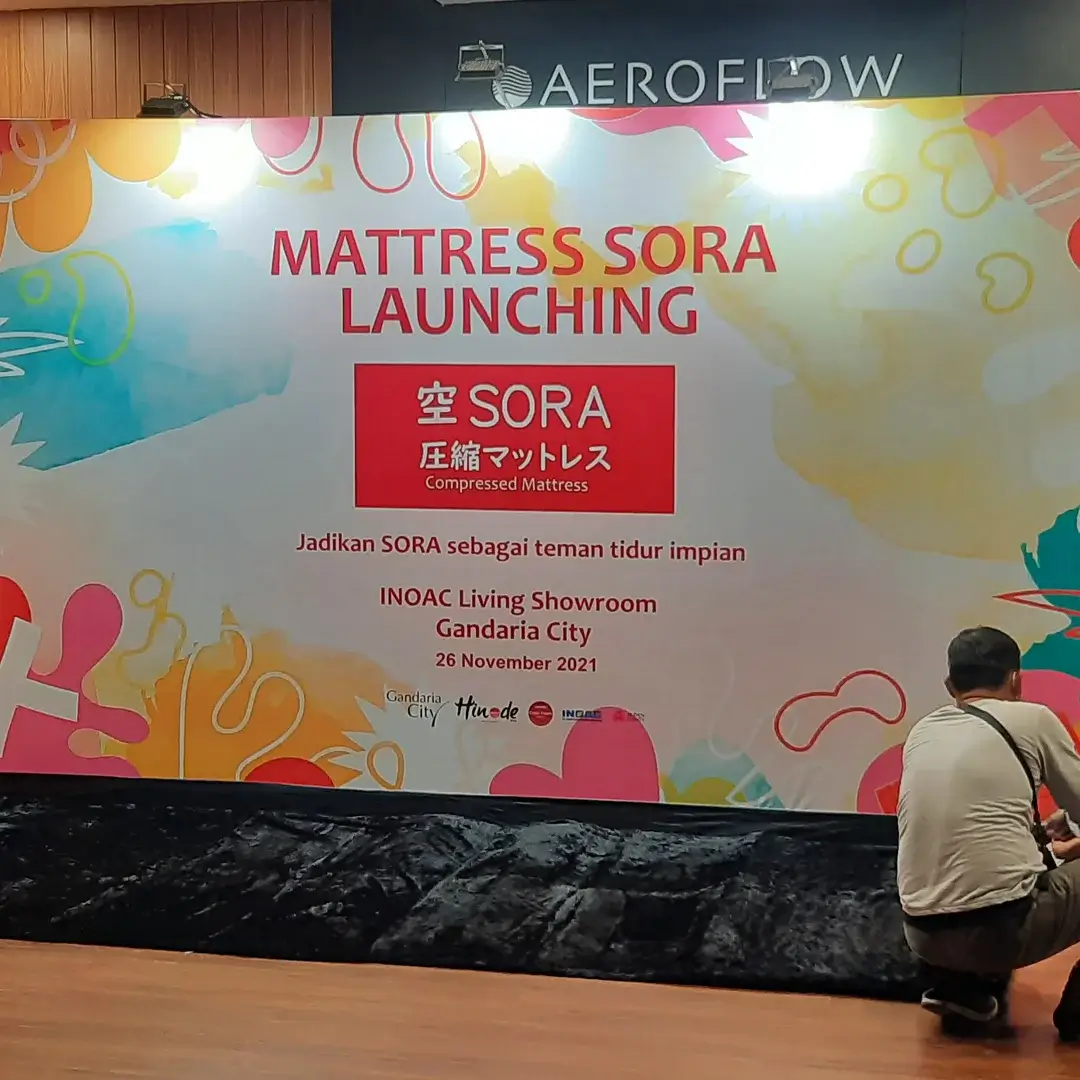 AEROFLOW
MATTRESS SORA
LAUNCHING
空 SORA
圧縮マットレス
Compressed Mattress
Jadikan SORA sebagai teman tidur impian
INOAC Living Showroom
Gandaria City
26 November 2021
Gandaria
City
Hinode
INOAC